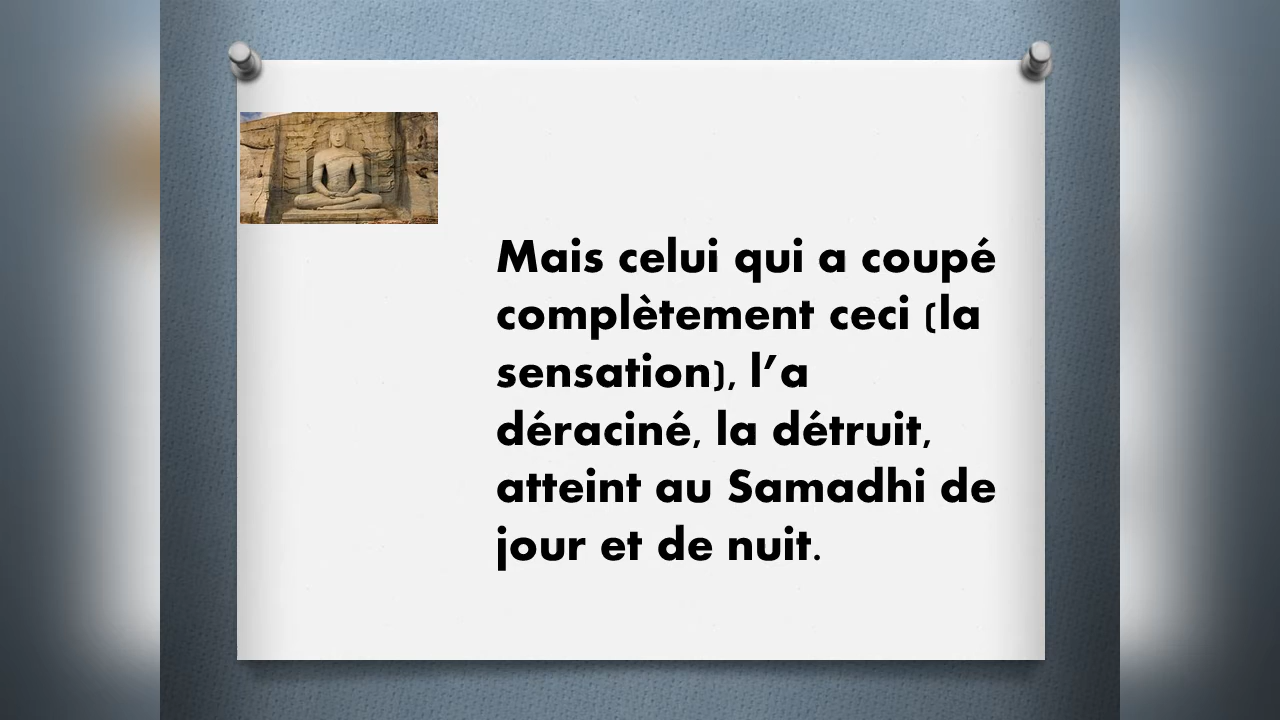 Mais celui qui a coupé
complètement ceci (la
sensation), l’a
déraciné, la détruit,
atteint au Samadhi de
jour et de nuit.